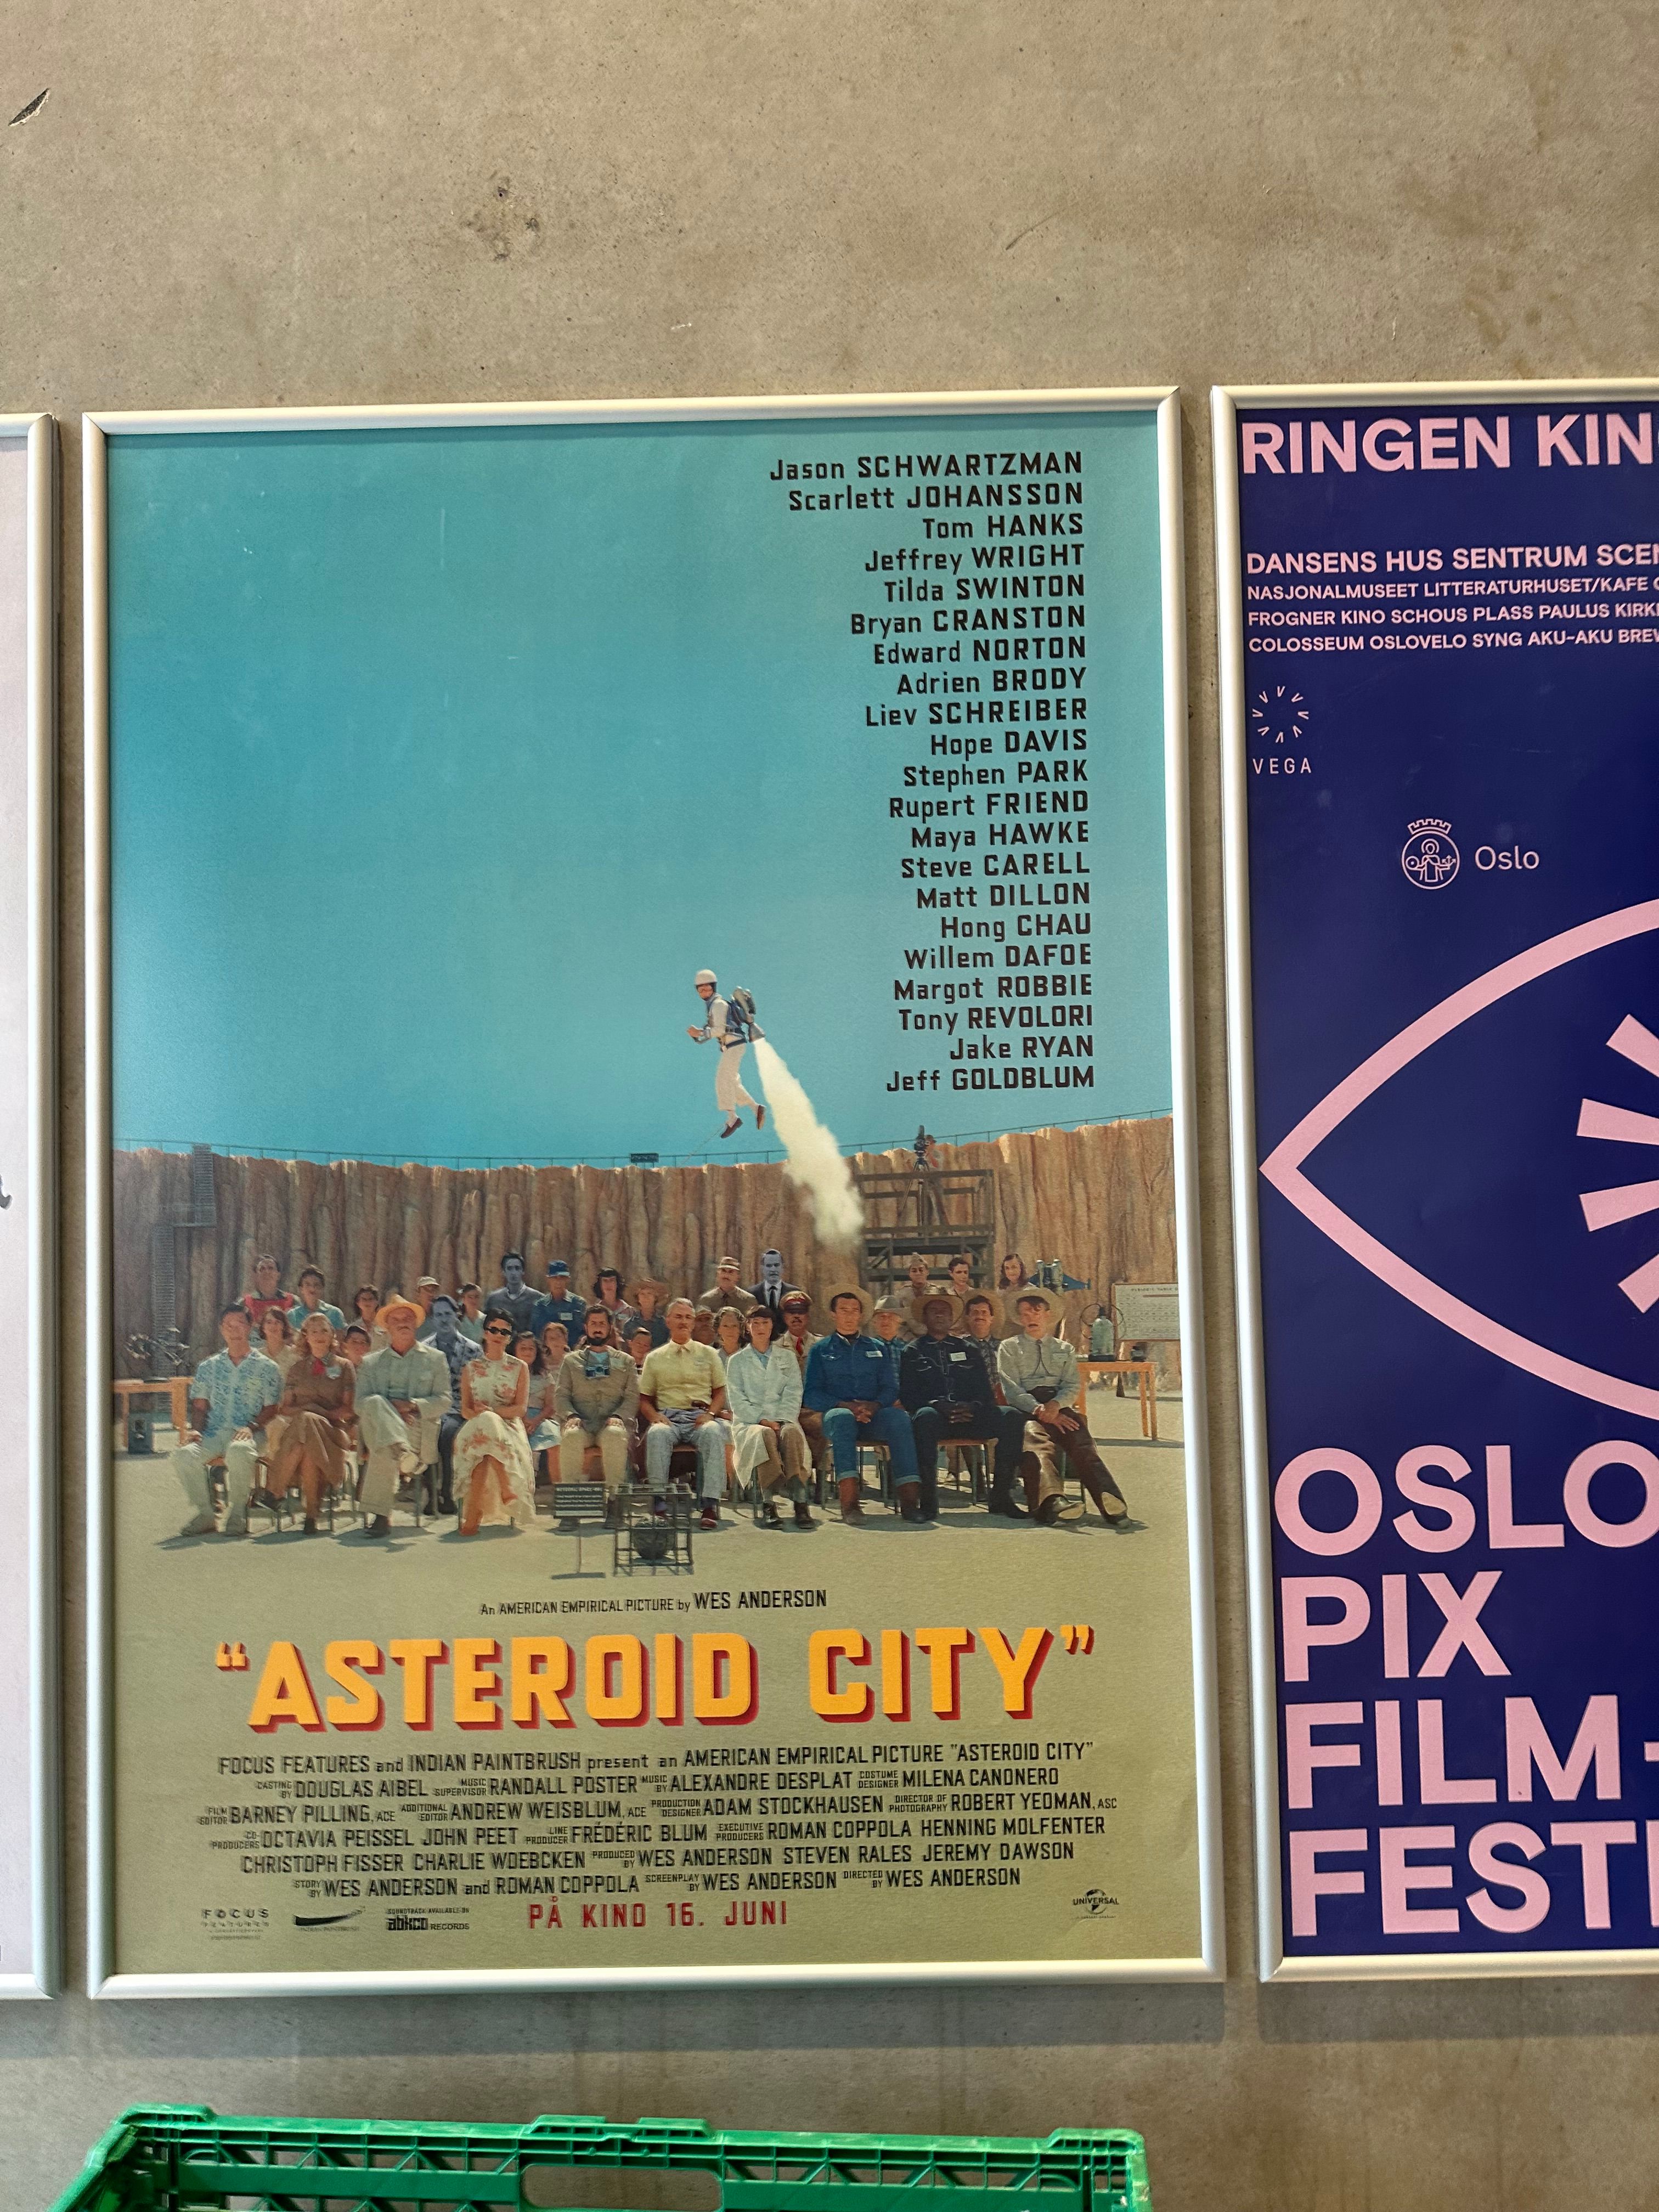 Jason SCHWARTZMAN
Scarlett JOHANSSON
Tom HANKS
Jeffrey WRIGHT
Tilda SWINTON
Bryan CRANSTON
Edward NORTON
Adrien BRODY
Liev SCHREIBER
Hope DAVIS
Stephen PARK
Rupert FRIEND
Maya HAWKE
Steve CARELL
Matt DILLON
Hong CHAU
Willem DAFOE
Margot ROBBIE
Tony REVOLORI
Jake RYAN
Jeff GOLDBLUM
An AMERICAN EMPIRICAL PICTURE by WES ANDERSON
"ASTEROID CITY"
FOCUS FEATURES and INDIAN PAINTBRUSH present an AMERICAN EMPIRICAL PICTURE "ASTEROID CITY"
CASTING BY DOUGLAS AIBEL MUSIC SUPERVISOR RANDALL POSTER MUSIC BY ALEXANDRE DESPLAT COSTUME DESIGNER MILENA CANONERO
FILM EDITOR BARNEY PILLING, ACE ADDITIONAL EDITOR ANDREW WEISBLUM, ACE PRODUCTION DESIGNER ADAM STOCKHAUSEN DIRECTOR OF PHOTOGRAPHY ROBERT YEOMAN, ASC
CO-PRODUCERS OCTAVIA PEISSEL JOHN PEET LINE PRODUCER FRÉDÉRIC BLUM EXECUTIVE PRODUCERS ROMAN COPPOLA HENNING MOLFENTER
CHRISTOPH FISSER CHARLIE WOEBCKEN PRODUCED BY WES ANDERSON STEVEN RALES JEREMY DAWSON
STORY BY WES ANDERSON and ROMAN COPPOLA SCREENPLAY BY WES ANDERSON DIRECTED BY WES ANDERSON
FOCUS FEATURES
SOUNDTRACK AVAILABLE ON
abkco RECORDS
PÅ KINO 16. JUNI
UNIVERSAL
RINGEN KIN
DANSENS HUS SENTRUM SCEN
NASJONALMUSEET LITTERATURHUSET/KAFE
FROGNER KINO SCHOUS PLASS PAULUS KIRK
COLOSSEUM OSLOVELO SYNG AKU-AKU BREW
VEGA
Oslo
OSLO
PIX
FILM-
FEST